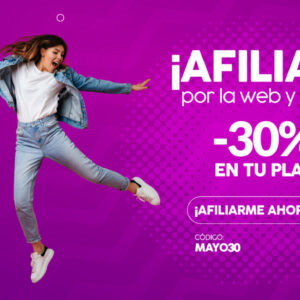 ¡AFILIA
por la web y
-30%
EN TU PLA
¡AFILIARME AHOR
CÓDIGO:
MAYO30